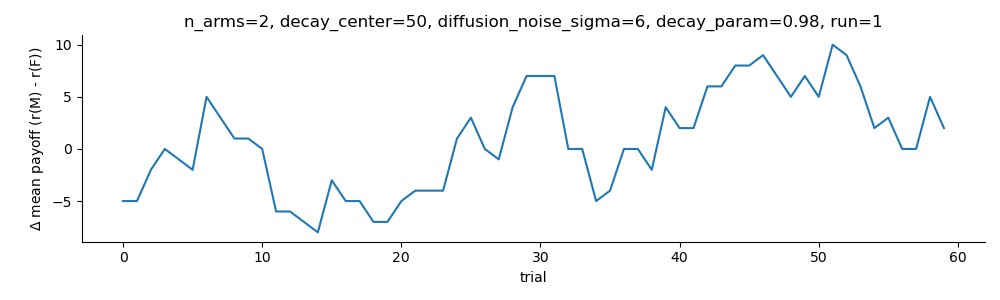 n_arms=2, decay_center=50, diffusion_noise_sigma=6, decay_param=0.98, run=1
Δ mean payoff (r(M) - r(F))
10
5
0
−5
0 10 20 30 40 50 60
trial